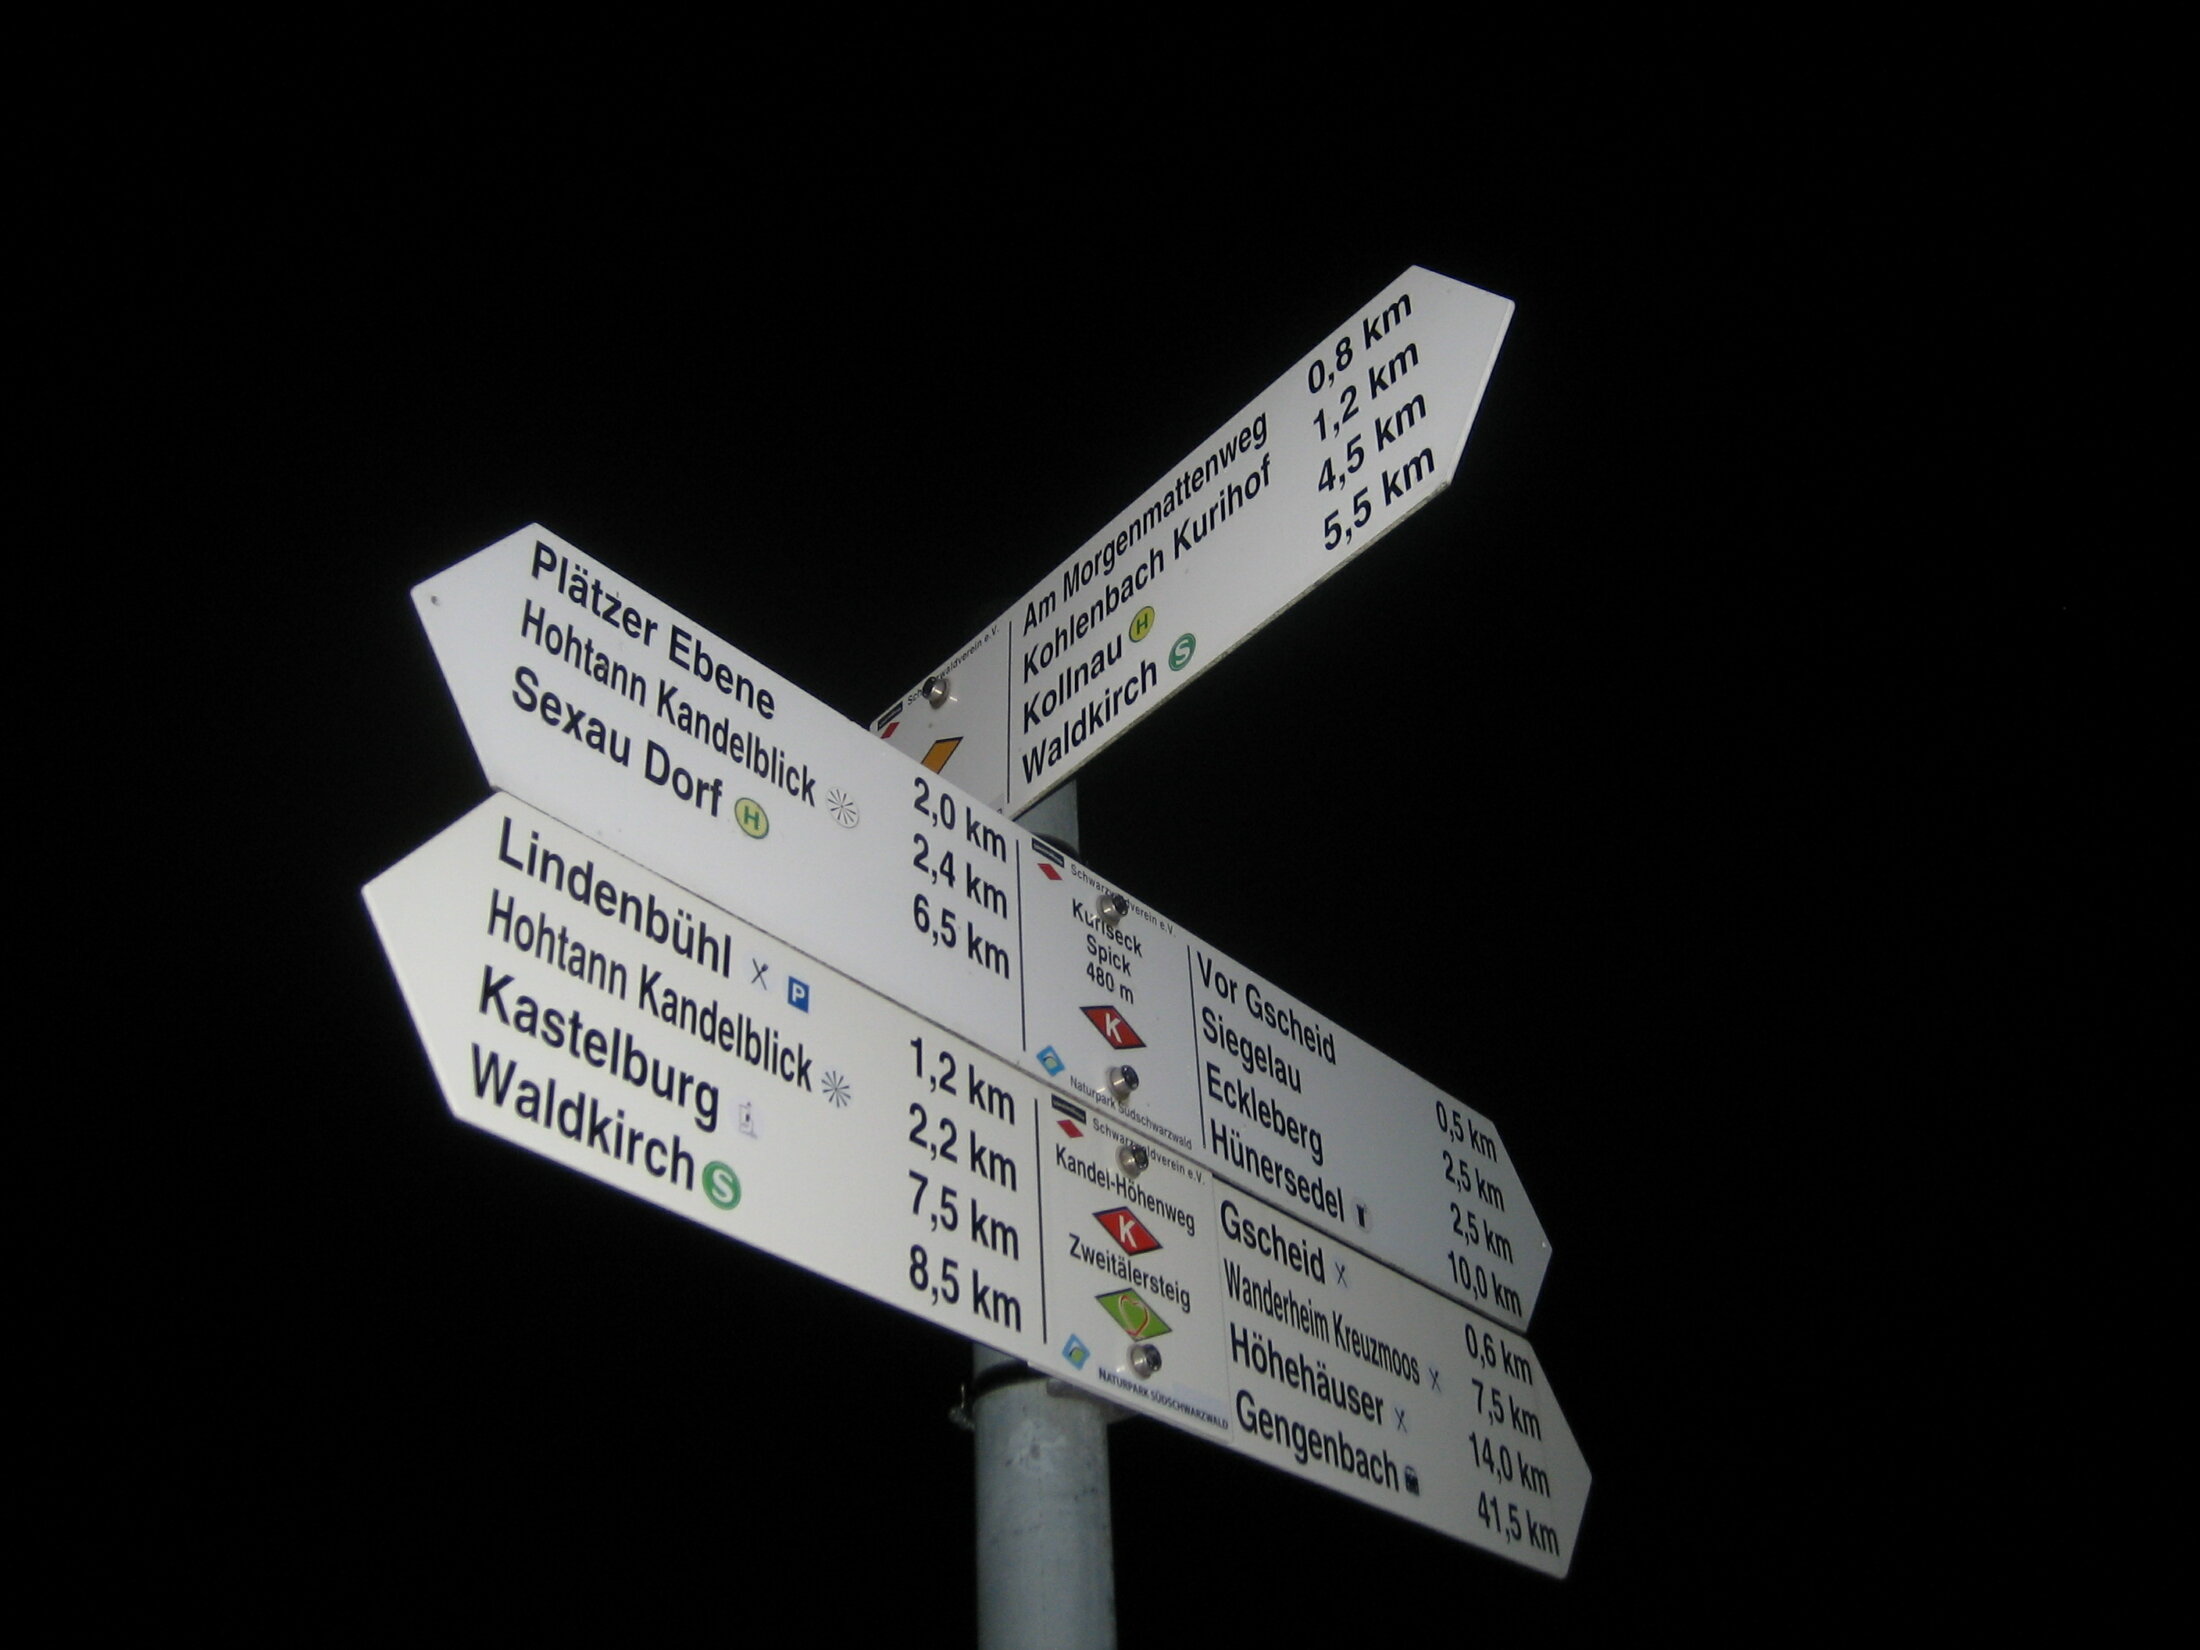 Am Morgenmattenweg 0,8 km
Kohlenbach Kurihof 1,2 km
Kollnau H 4,5 km
Waldkirch S 5,5 km
Plätzer Ebene 2,0 km
Hohtann Kandelblick 2,4 km
Sexau Dorf H 6,5 km
Schwarzwaldverein e.V.
Kuriseck
Spick
480 m
K
Naturpark Südschwarzwald
Vor Gscheid 0,5 km
Siegelau 2,5 km
Eckleberg 2,5 km
Hünersedel 10,0 km
Lindenbühl P 1,2 km
Hohtann Kandelblick 2,2 km
Kastelburg 7,5 km
Waldkirch S 8,5 km
Schwarzwaldverein e.V.
Kandel-Höhenweg
K
Zweitälersteig
NATURPARK SÜDSCHWARZWALD
Gscheid 0,6 km
Wanderheim Kreuzmoos 7,5 km
Höhehäuser 14,0 km
Gengenbach 41,5 km